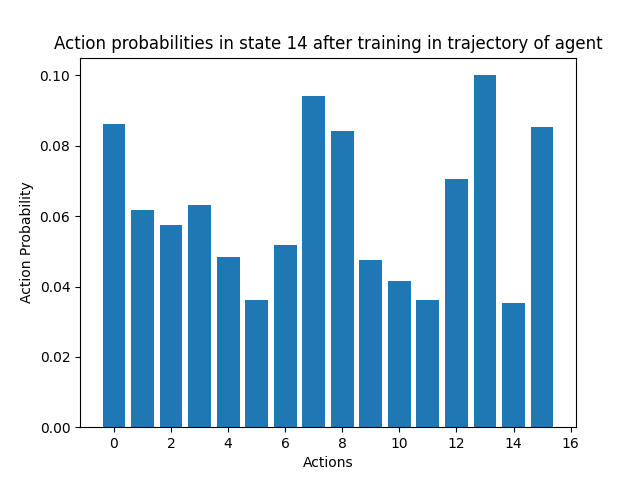 Action probabilities in state 14 after training in trajectory of agent
0.10
0.08
0.06
0.04
0.02
0.00
Action Probability
0 2 4 6 8 10 12 14 16
Actions